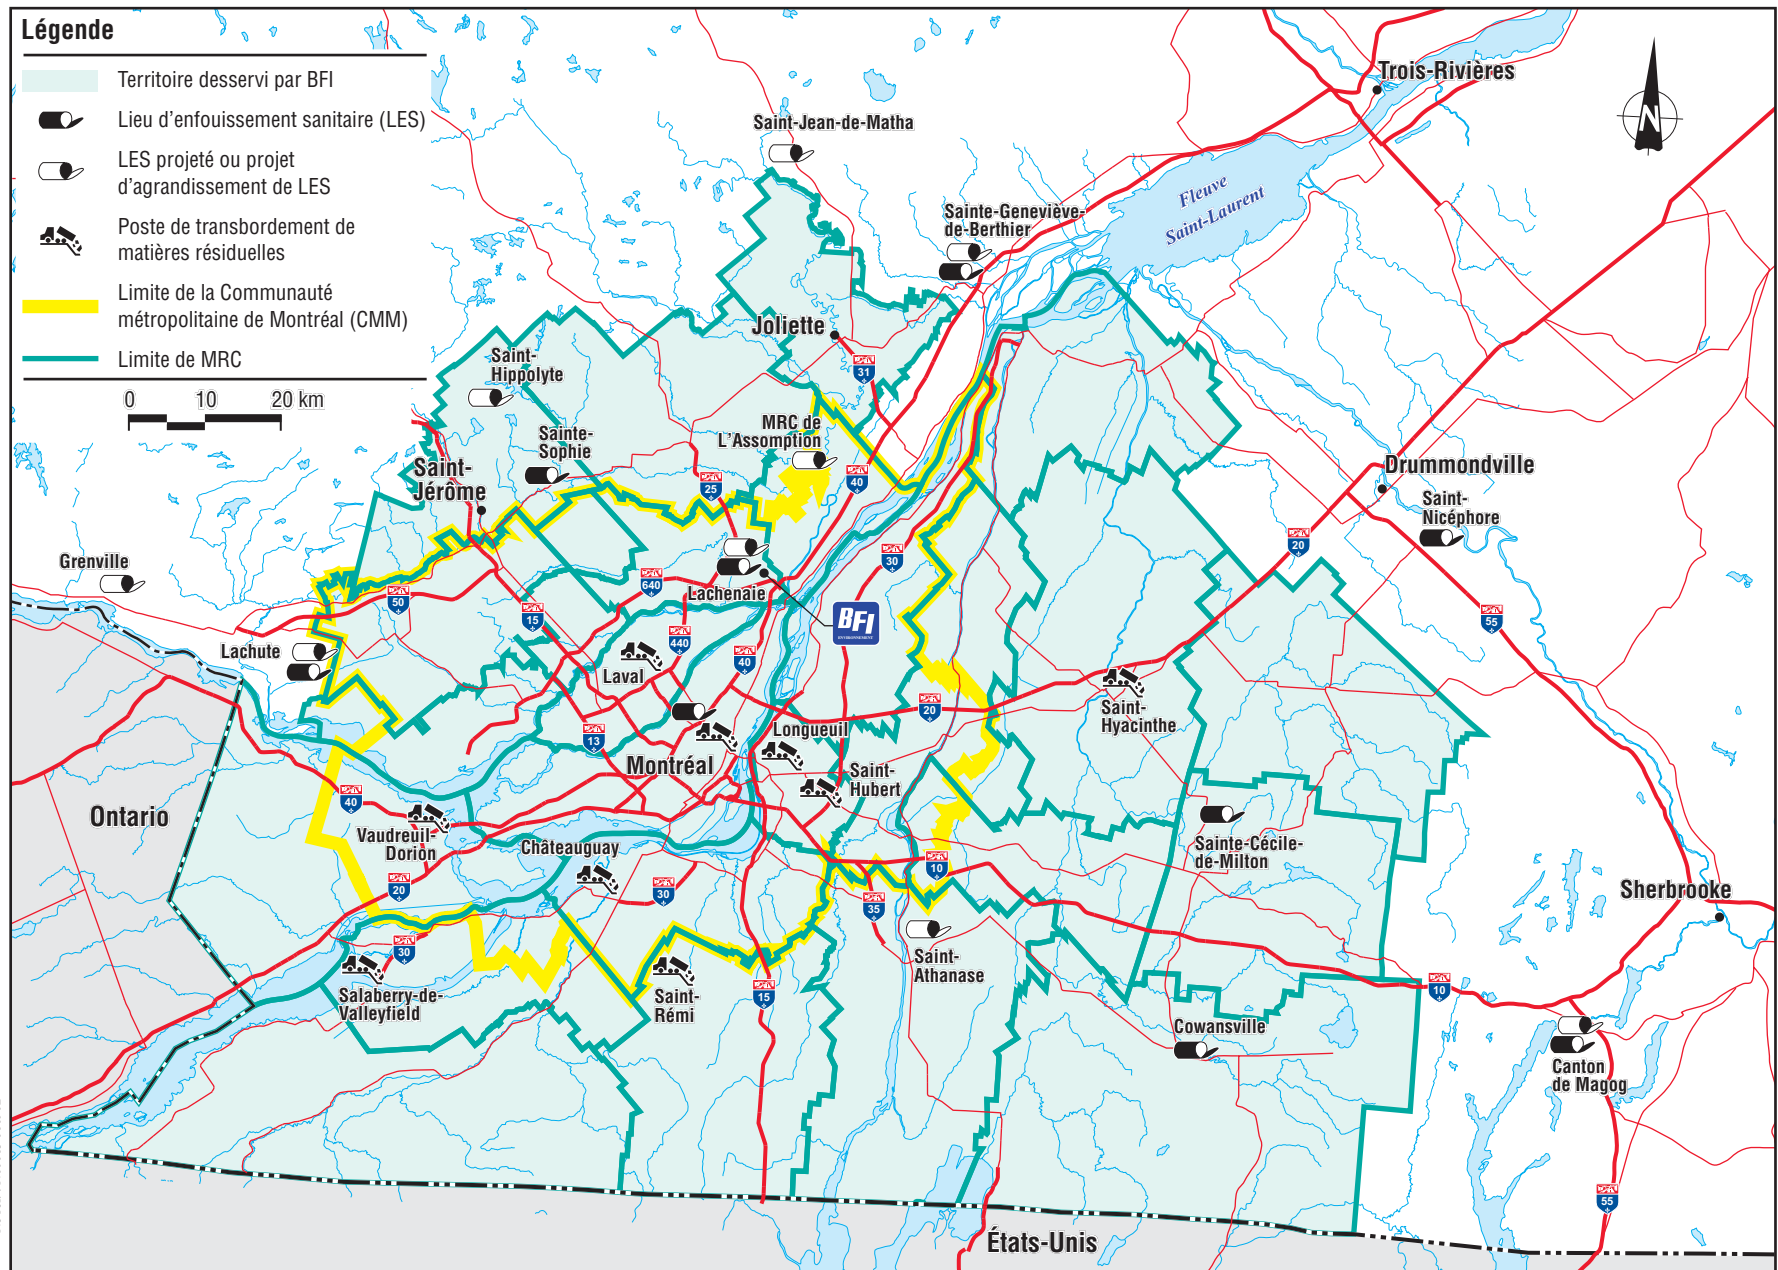 Légende
Territoire desservi par BFI
Lieu d'enfouissement sanitaire (LES)
LES projeté ou projet
d'agrandissement de LES
Poste de transbordement de
matières résiduelles
Limite de la Communauté
métropolitaine de Montréal (CMM)
Limite de MRC
0 10 20 km
N
Trois-Rivières
Saint-Jean-de-Matha
Fleuve
Saint-Laurent
Sainte-Geneviève-
de-Berthier
Joliette
31
Saint-
Hippolyte
MRC de
L'Assomption
Sainte-
Sophie
Saint-
Jérôme
25
40
Drummondville
Saint-
Nicéphore
20
30
Grenville
50
640
15
Lachenaie
BFI
ENVIRONNEMENT
55
440
40
Lachute
Laval
Saint-
Hyacinthe
20
13
Longueuil
Montréal
Saint-
Hubert
Ontario
40
Vaudreuil-
Dorion
Châteauguay
Sainte-Cécile-
de-Milton
10
20
30
35
Sherbrooke
30
Saint-
Athanase
Salaberry-de-
Valleyfield
Saint-
Rémi
15
10
Cowansville
Canton
de Magog
55
États-Unis